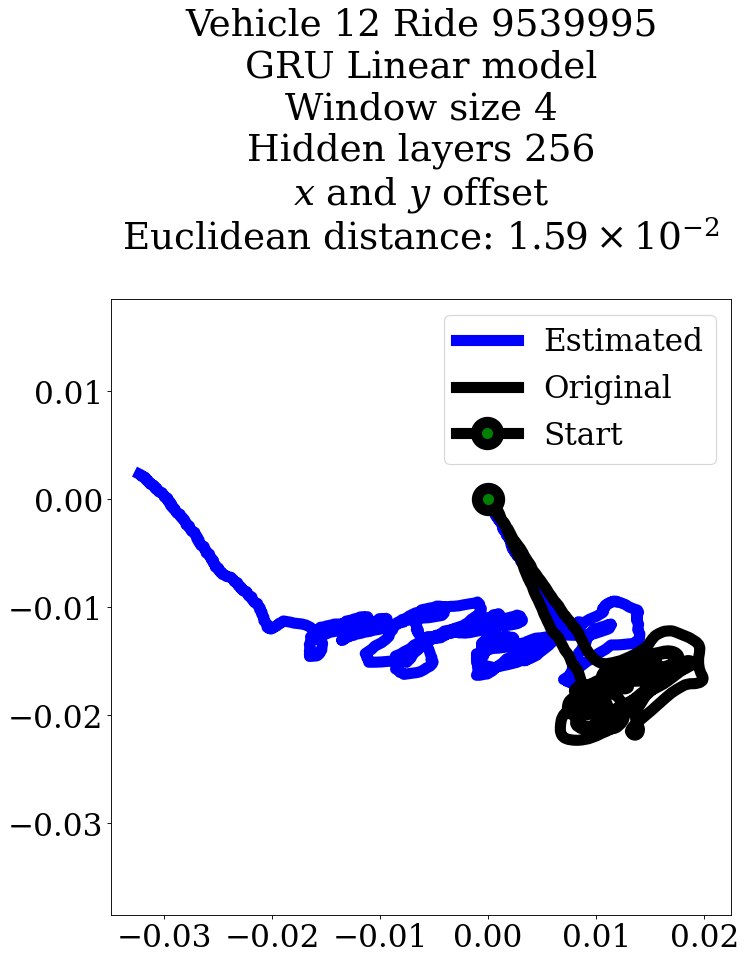 Vehicle 12 Ride 9539995
GRU Linear model
Window size 4
Hidden layers 256
x and y offset
Euclidean distance: 1.59 × 10⁻²
Estimated
Original
Start
0.01
0.00
−0.01
−0.02
−0.03
−0.03 −0.02 −0.01 0.00 0.01 0.02